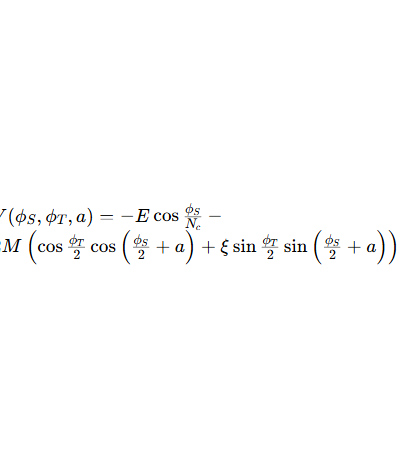 (ϕ_S, ϕ_T, a) = −E cos ϕ_S/N_c −
M (cos ϕ_T/2 cos (ϕ_S/2 + a) + ξ sin ϕ_T/2 sin (ϕ_S/2 + a))